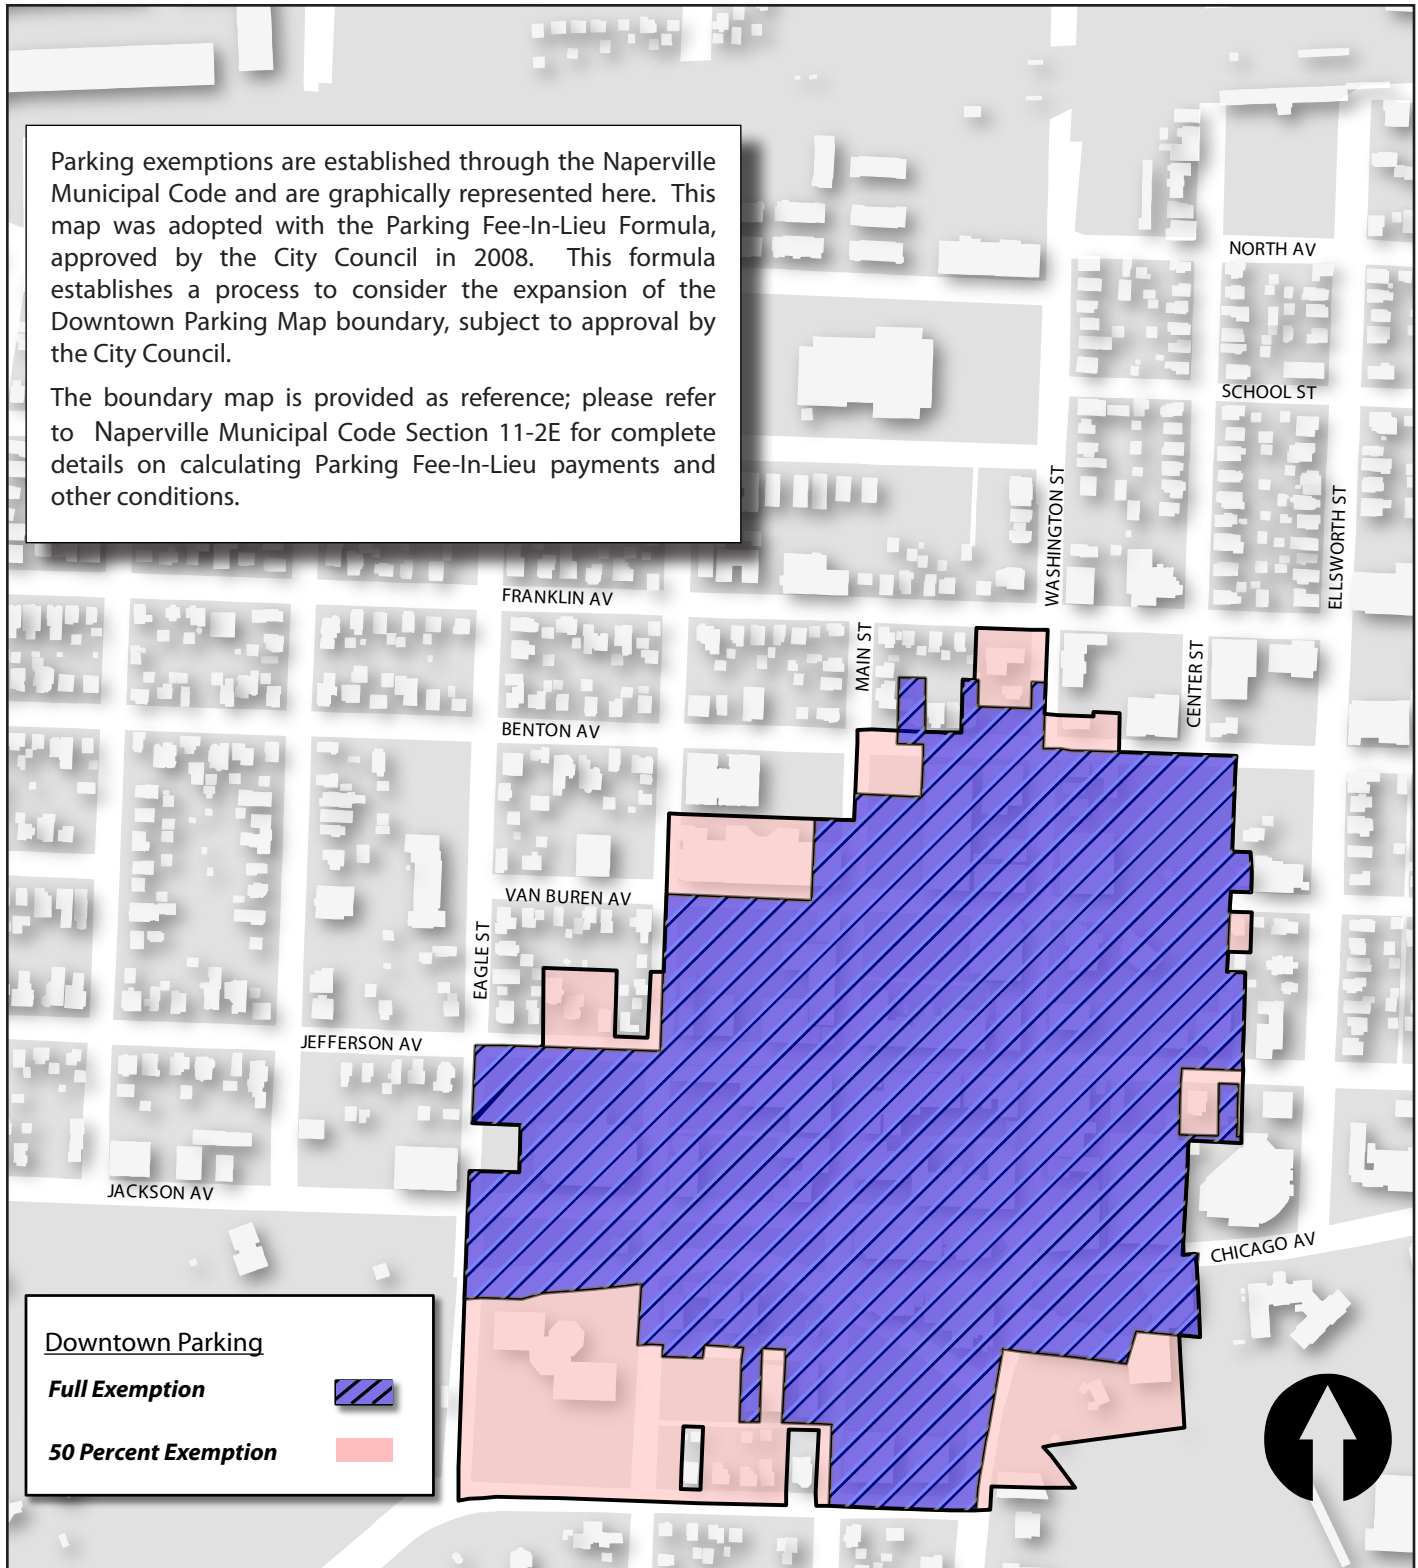 Parking exemptions are established through the Naperville
Municipal Code and are graphically represented here. This
map was adopted with the Parking Fee-In-Lieu Formula,
approved by the City Council in 2008. This formula
establishes a process to consider the expansion of the
Downtown Parking Map boundary, subject to approval by
the City Council.
The boundary map is provided as reference; please refer
to Naperville Municipal Code Section 11-2E for complete
details on calculating Parking Fee-In-Lieu payments and
other conditions.
NORTH AV
SCHOOL ST
WASHINGTON ST
ELLSWORTH ST
FRANKLIN AV
MAIN ST
CENTER ST
BENTON AV
VAN BUREN AV
EAGLE ST
JEFFERSON AV
JACKSON AV
CHICAGO AV
Downtown Parking
Full Exemption
50 Percent Exemption